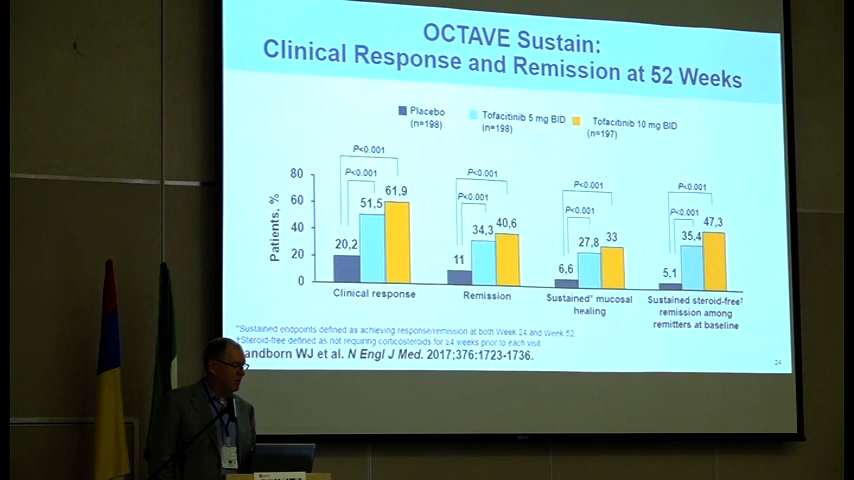 OCTAVE Sustain:
Clinical Response and Remission at 52 Weeks
Placebo
(n=198)
Tofacitinib 5 mg BID
(n=198)
Tofacitinib 10 mg BID
(n=197)
Patients, %
80
60
40
20
0
P<0.001
P<0.001
20,2
51,5
61,9
Clinical response
P<0.001
P<0.001
11
34,3
40,6
Remission
P<0.001
P<0.001
6,6
27,8
33
Sustained* mucosal
healing
P<0.001
P<0.001
5,1
35,4
47,3
Sustained steroid-free†
remission among
remitters at baseline
*Sustained endpoints defined as achieving response/remission at both Week 24 and Week 52.
†Steroid-free defined as not requiring corticosteroids for ≥4 weeks prior to each visit.
andborn WJ et al. N Engl J Med. 2017;376:1723-1736.
24